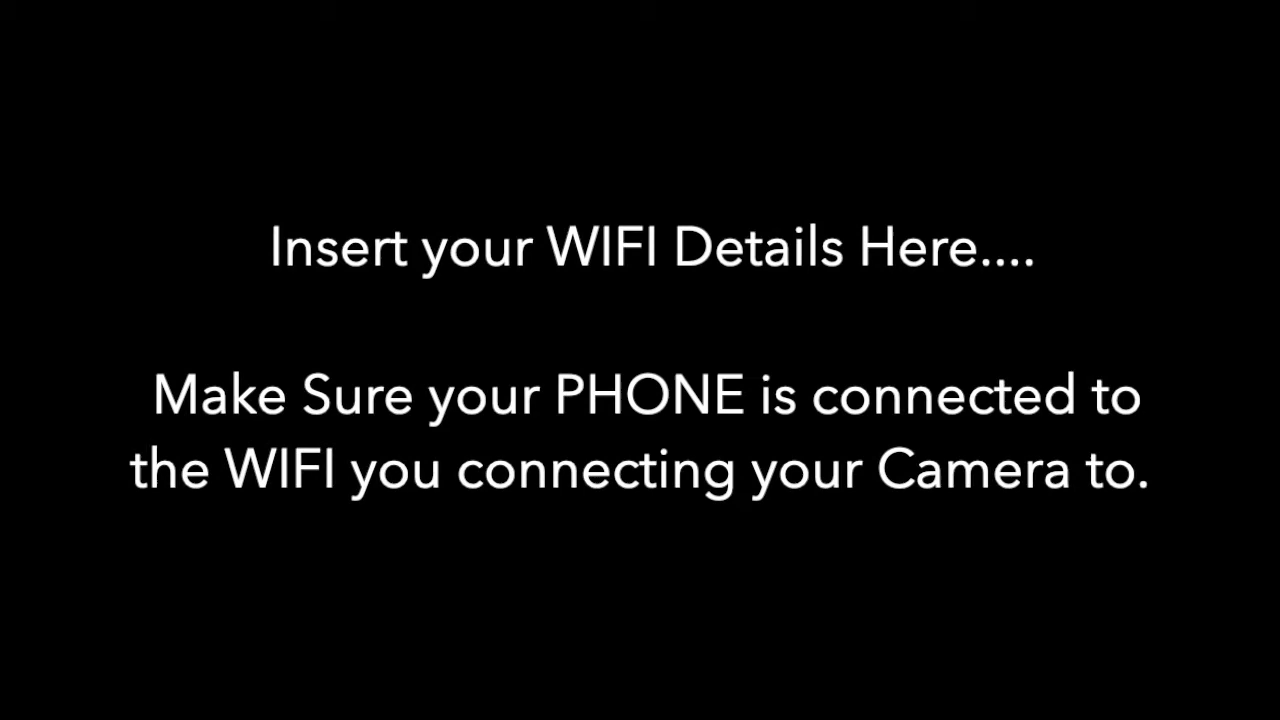 Insert your WIFI Details Here....
Make Sure your PHONE is connected to
the WIFI you connecting your Camera to.